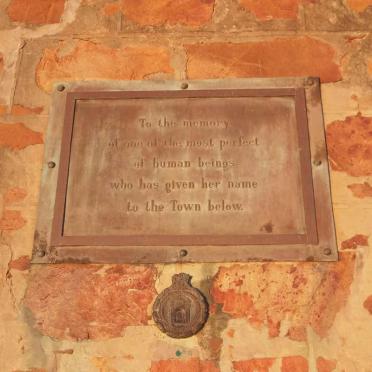 To the memory
of one of the most perfect
of human beings
who has given her name
to the Town below.